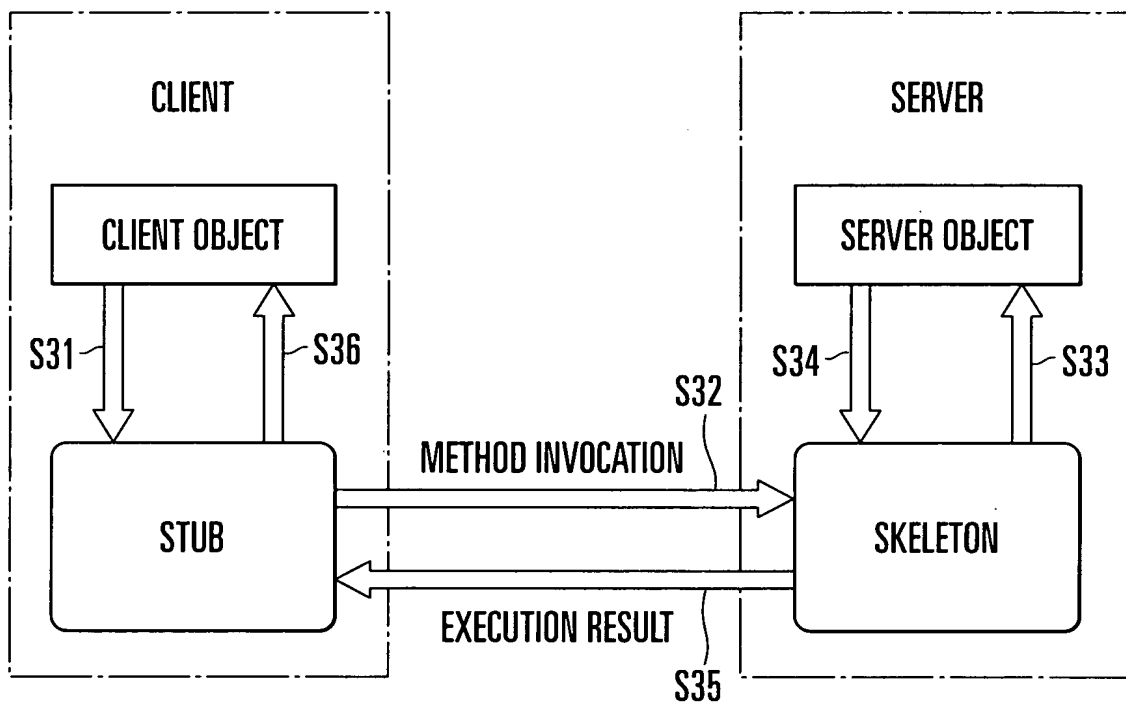 CLIENT
SERVER
CLIENT OBJECT
SERVER OBJECT
S31
S36
S34
S33
S32
METHOD INVOCATION
STUB
SKELETON
EXECUTION RESULT
S35